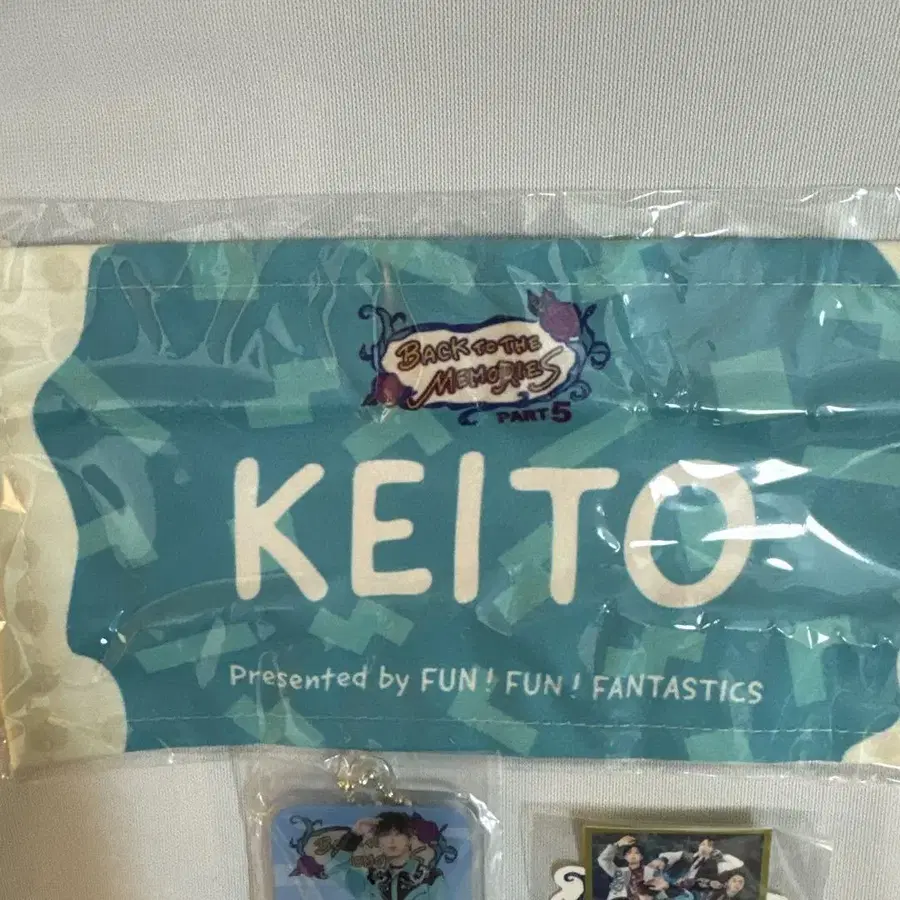 BACK TO THE
MEMORIES
PART 5
KEITO
Presented by FUN! FUN! FANTASTICS